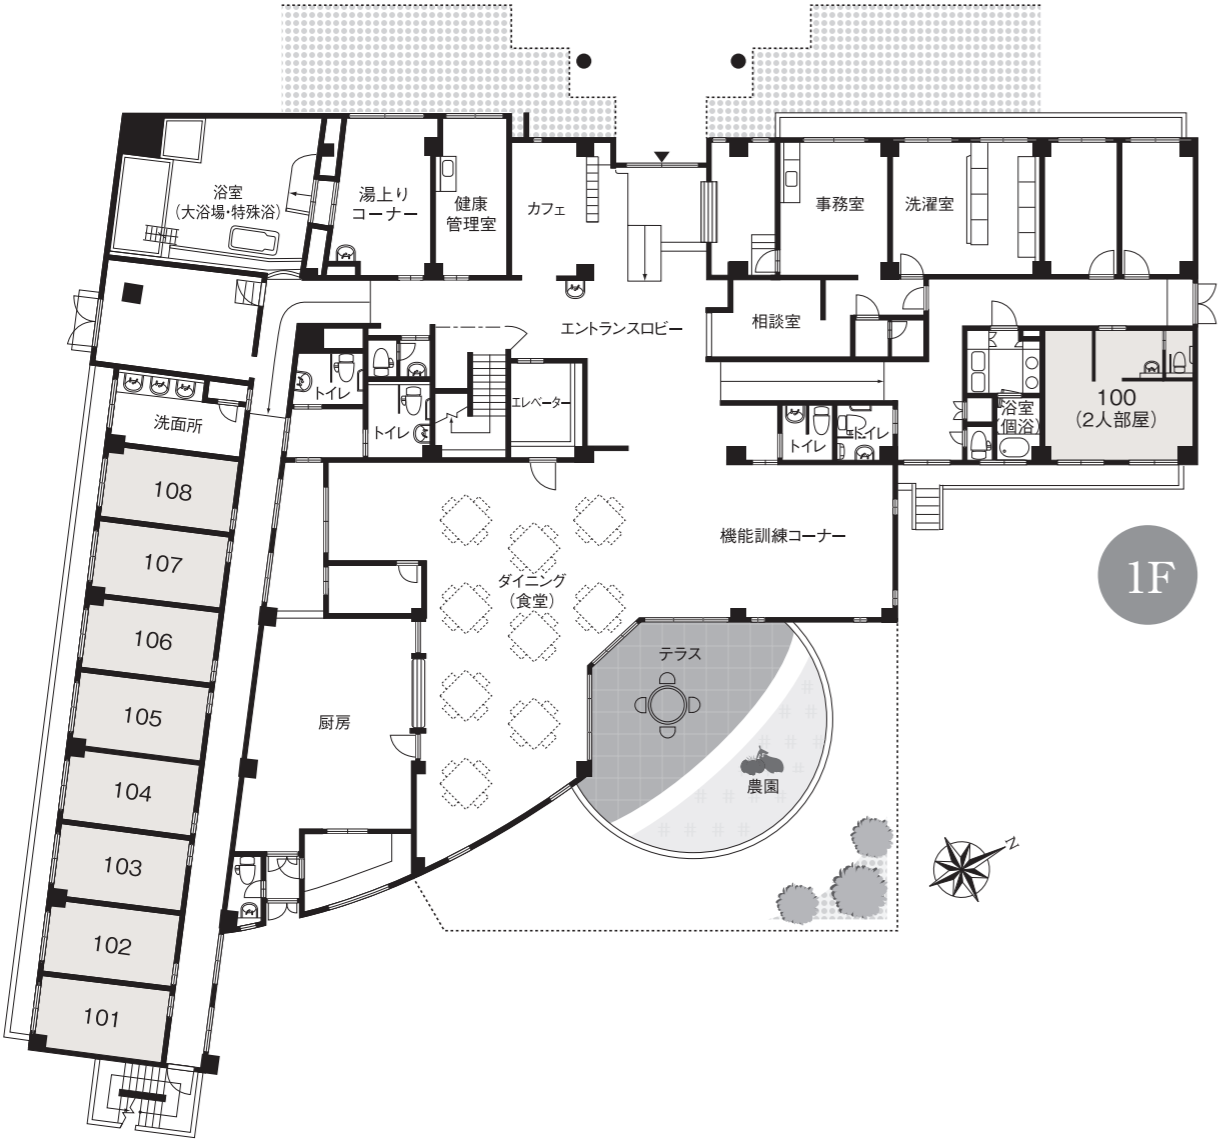 浴室
(大浴場・特殊浴)
湯上り
コーナー
健康
管理室
カフェ
事務室
洗濯室
エントランスロビー
相談室
トイレ
トイレ
エレベーター
洗面所
トイレ
トイレ
浴室
(個浴)
100
(2人部屋)
108
107
106
105
104
103
102
101
機能訓練コーナー
ダイニング
(食堂)
1F
テラス
厨房
農園
N